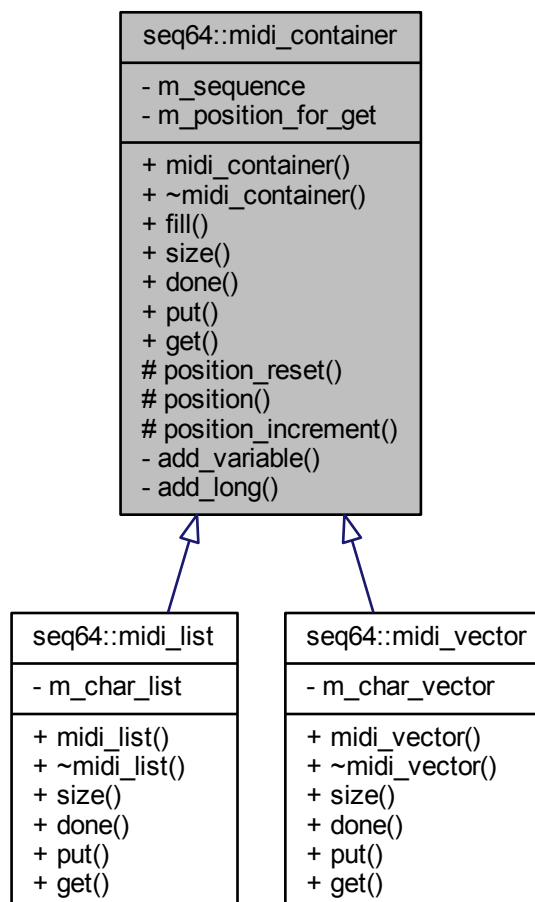 seq64::midi_container
- m_sequence
- m_position_for_get
+ midi_container()
+ ~midi_container()
+ fill()
+ size()
+ done()
+ put()
+ get()
# position_reset()
# position()
# position_increment()
- add_variable()
- add_long()
seq64::midi_list
- m_char_list
+ midi_list()
+ ~midi_list()
+ size()
+ done()
+ put()
+ get()
seq64::midi_vector
- m_char_vector
+ midi_vector()
+ ~midi_vector()
+ size()
+ done()
+ put()
+ get()